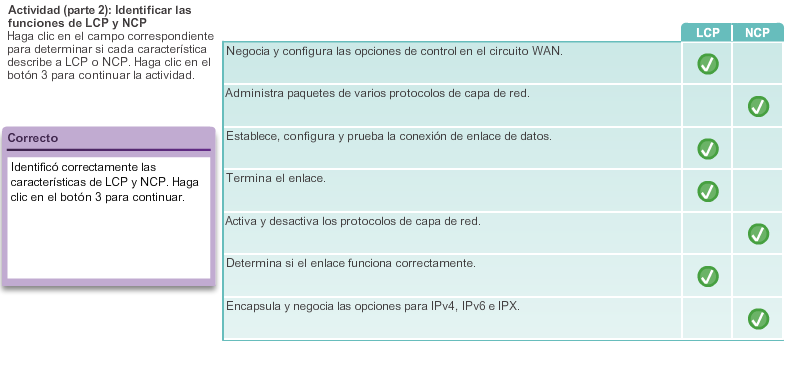 Actividad (parte 2): Identificar las
funciones de LCP y NCP
Haga clic en el campo correspondiente
para determinar si cada característica
describe a LCP o NCP. Haga clic en el
botón 3 para continuar la actividad.
Correcto
Identificó correctamente las
características de LCP y NCP. Haga
clic en el botón 3 para continuar.
LCP NCP
Negocia y configura las opciones de control en el circuito WAN.
Administra paquetes de varios protocolos de capa de red.
Establece, configura y prueba la conexión de enlace de datos.
Termina el enlace.
Activa y desactiva los protocolos de capa de red.
Determina si el enlace funciona correctamente.
Encapsula y negocia las opciones para IPv4, IPv6 e IPX.